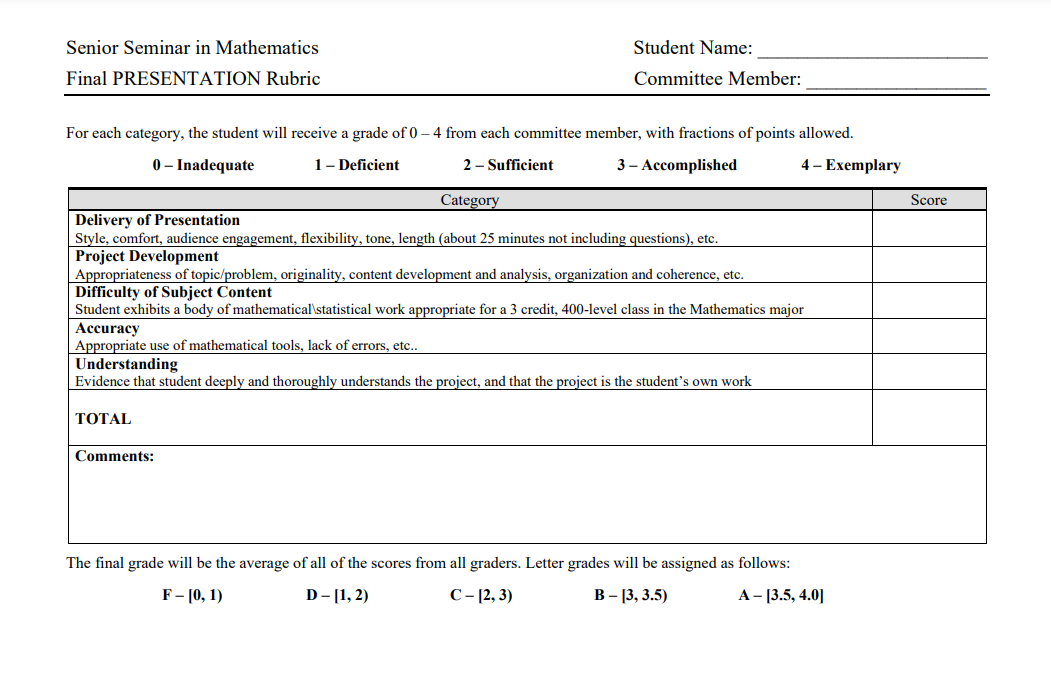 Senior Seminar in Mathematics
Student Name:
Final PRESENTATION Rubric
Committee Member:
For each category, the student will receive a grade of 0 – 4 from each committee member, with fractions of points allowed.
0 – Inadequate 1 – Deficient 2 – Sufficient 3 – Accomplished 4 – Exemplary
Category Score
Delivery of Presentation
Style, comfort, audience engagement, flexibility, tone, length (about 25 minutes not including questions), etc.
Project Development
Appropriateness of topic/problem, originality, content development and analysis, organization and coherence, etc.
Difficulty of Subject Content
Student exhibits a body of mathematical\statistical work appropriate for a 3 credit, 400-level class in the Mathematics major
Accuracy
Appropriate use of mathematical tools, lack of errors, etc..
Understanding
Evidence that student deeply and thoroughly understands the project, and that the project is the student’s own work
TOTAL
Comments:
The final grade will be the average of all of the scores from all graders. Letter grades will be assigned as follows:
F – [0, 1) D – [1, 2) C – [2, 3) B – [3, 3.5) A – [3.5, 4.0]